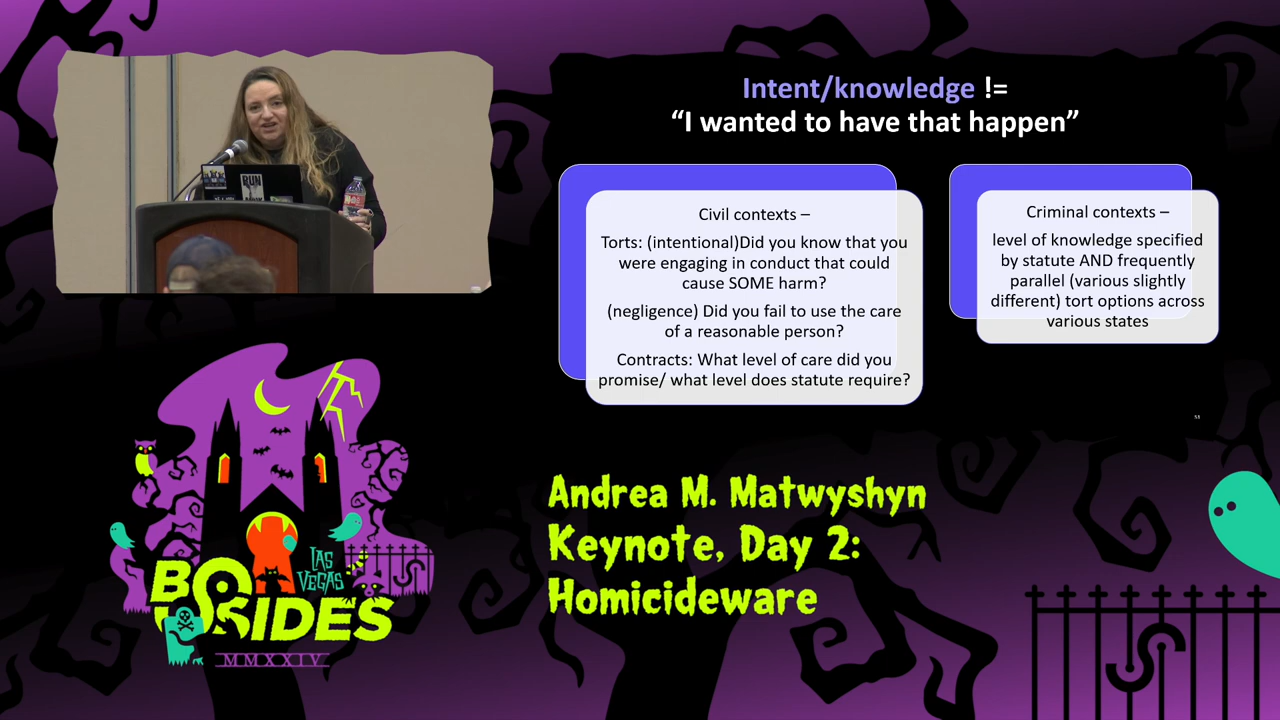 Intent/knowledge !=
“I wanted to have that happen”
Civil contexts –
Torts: (intentional)Did you know that you
were engaging in conduct that could
cause SOME harm?
(negligence) Did you fail to use the care
of a reasonable person?
Contracts: What level of care did you
promise/ what level does statute require?
Criminal contexts –
level of knowledge specified
by statute AND frequently
parallel (various slightly
different) tort options across
various states
53
RUN
LAS
VEGAS
BSIDES
MMXXIV
Andrea M. Matwyshyn
Keynote, Day 2:
Homicideware